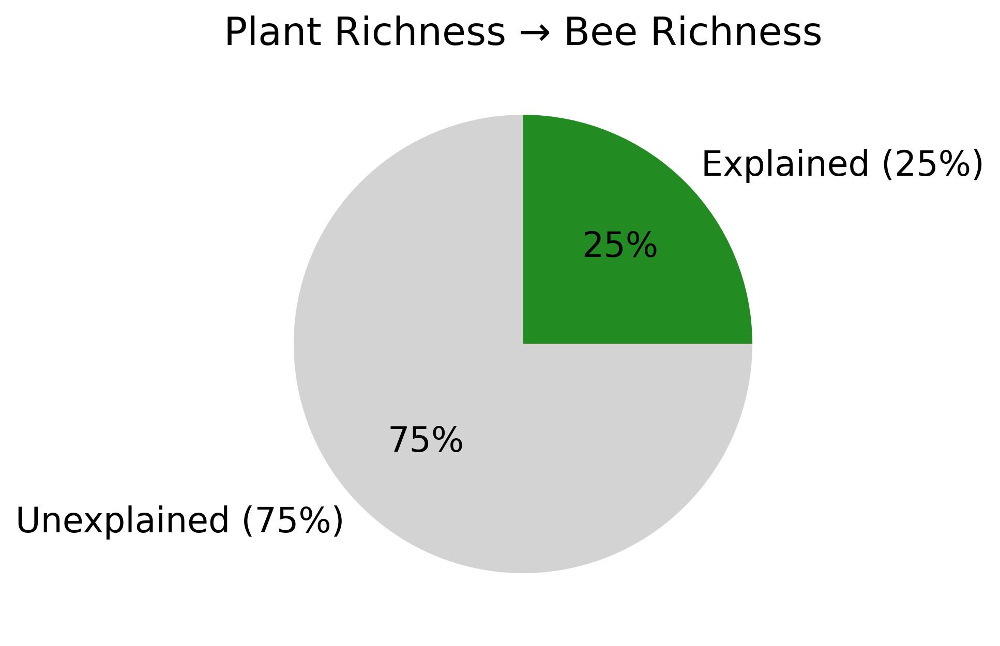 Plant Richness → Bee Richness
Explained (25%)
25%
75%
Unexplained (75%)